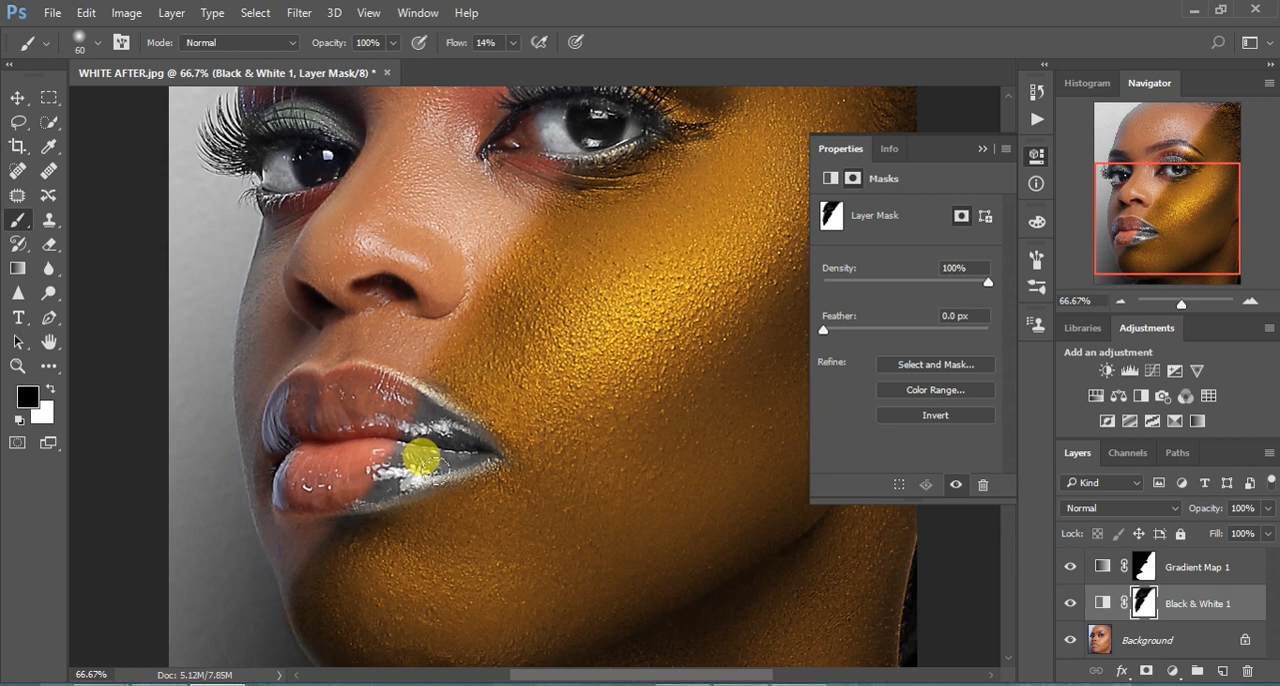 Ps File Edit Image Layer Type Select Filter 3D View Window Help
60 Mode: Normal Opacity: 100% Flow: 14%
WHITE AFTER.jpg @ 66.7% (Black & White 1, Layer Mask/8) * ×
Histogram Navigator
Properties Info
Masks
Layer Mask
Density: 100%
Feather: 0.0 px
Refine: Select and Mask...
Color Range...
Invert
66.67%
Libraries Adjustments
Add an adjustment
Layers Channels Paths
Kind
Normal Opacity: 100%
Lock: Fill: 100%
Gradient Map 1
Black & White 1
Background
66.67% Doc: 5.12M/7.85M